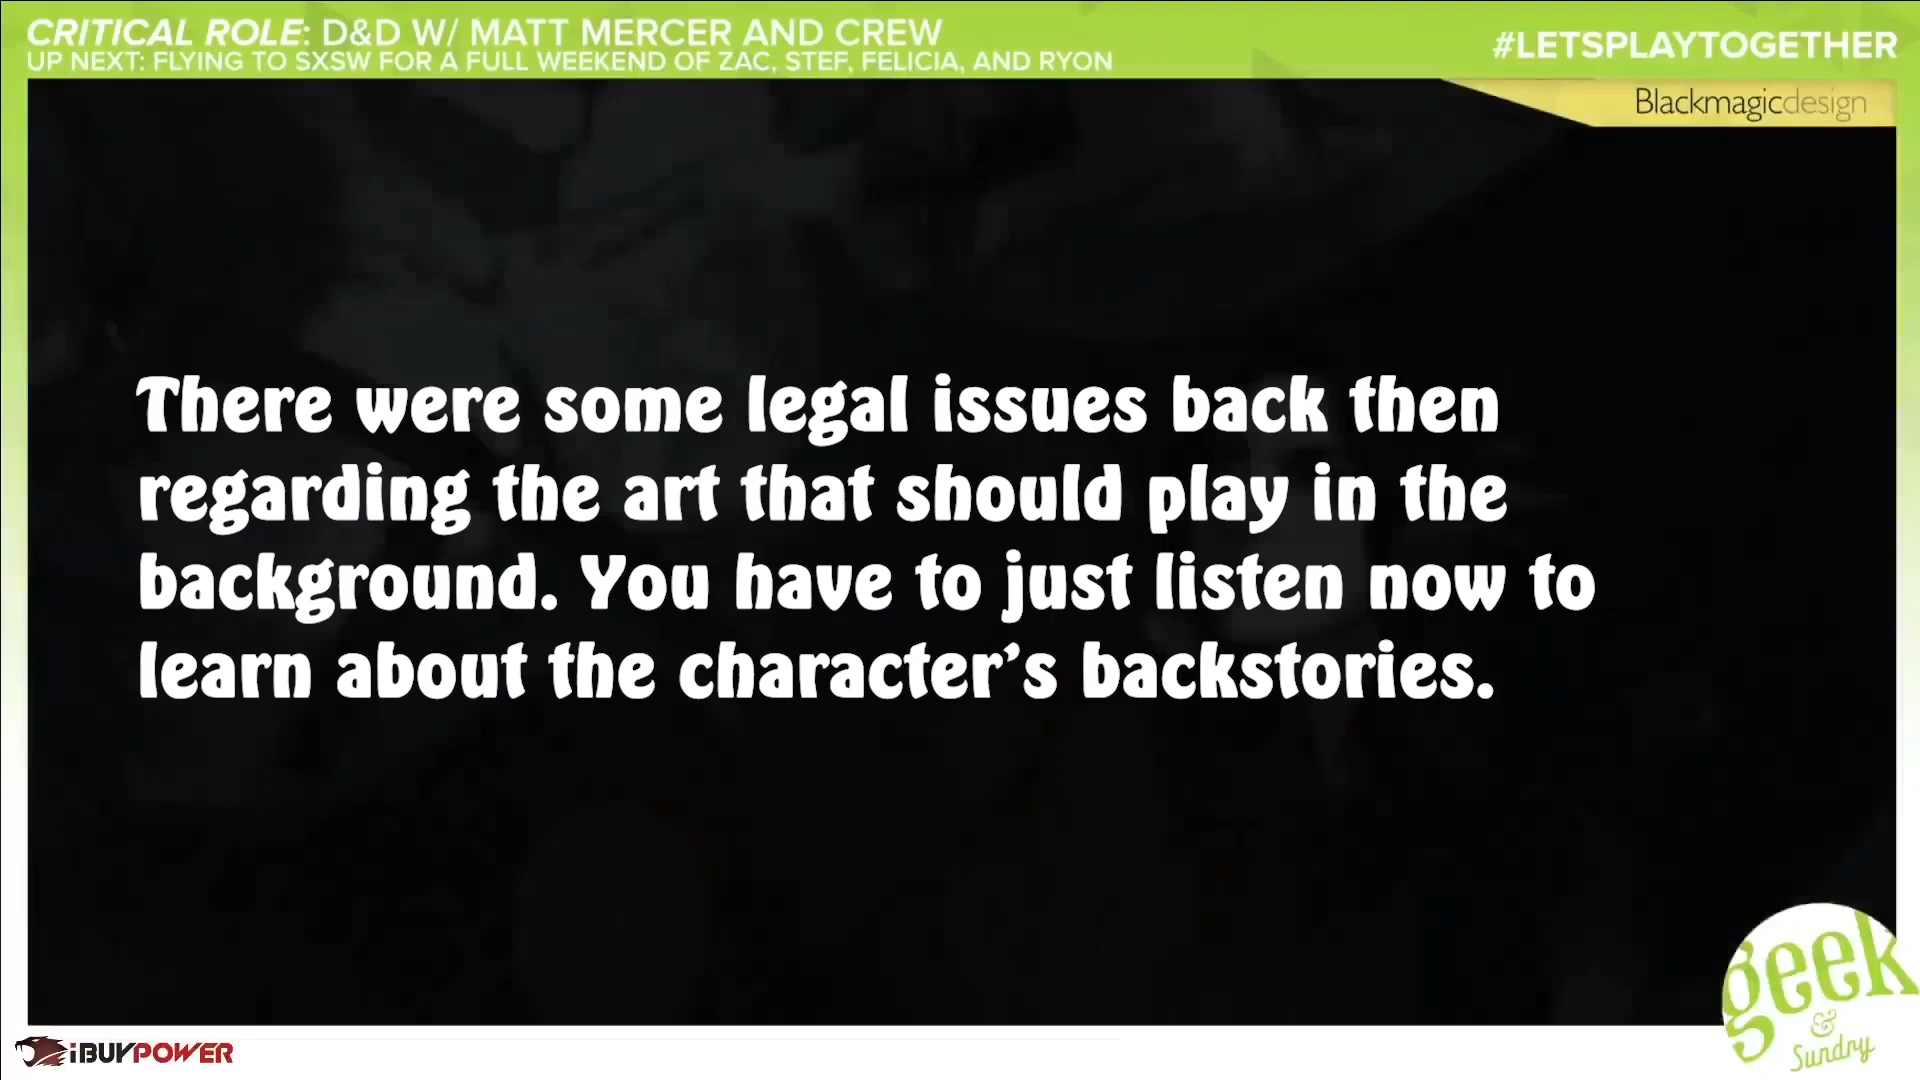 CRITICAL ROLE: D&D W/ MATT MERCER AND CREW
UP NEXT: FLYING TO SXSW FOR A FULL WEEKEND OF ZAC, STEF, FELICIA, AND RYON
#LETSPLAYTOGETHER
Blackmagicdesign
There were some legal issues back then
regarding the art that should play in the
background. You have to just listen now to
learn about the character’s backstories.
geek
&
Sundry
iBUYPOWER